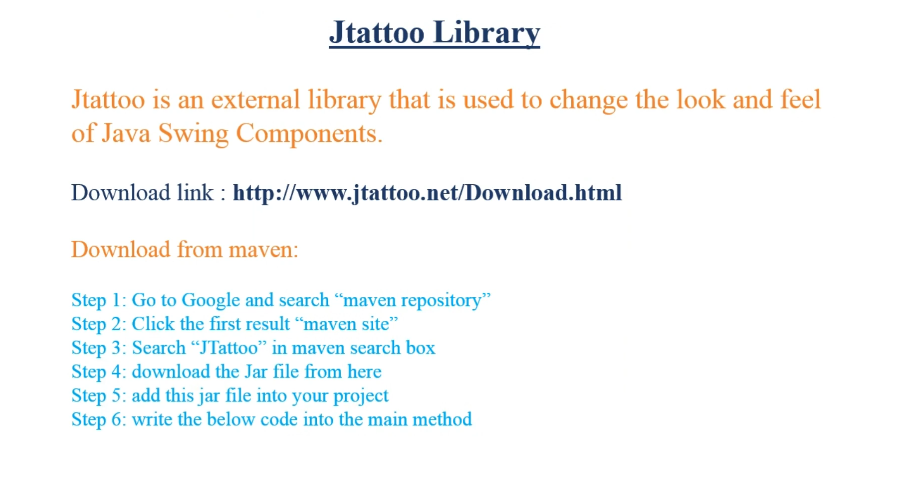 Jtattoo Library
Jtattoo is an external library that is used to change the look and feel
of Java Swing Components.
Download link : http://www.jtattoo.net/Download.html
Download from maven:
Step 1: Go to Google and search “maven repository”
Step 2: Click the first result “maven site”
Step 3: Search “JTattoo” in maven search box
Step 4: download the Jar file from here
Step 5: add this jar file into your project
Step 6: write the below code into the main method